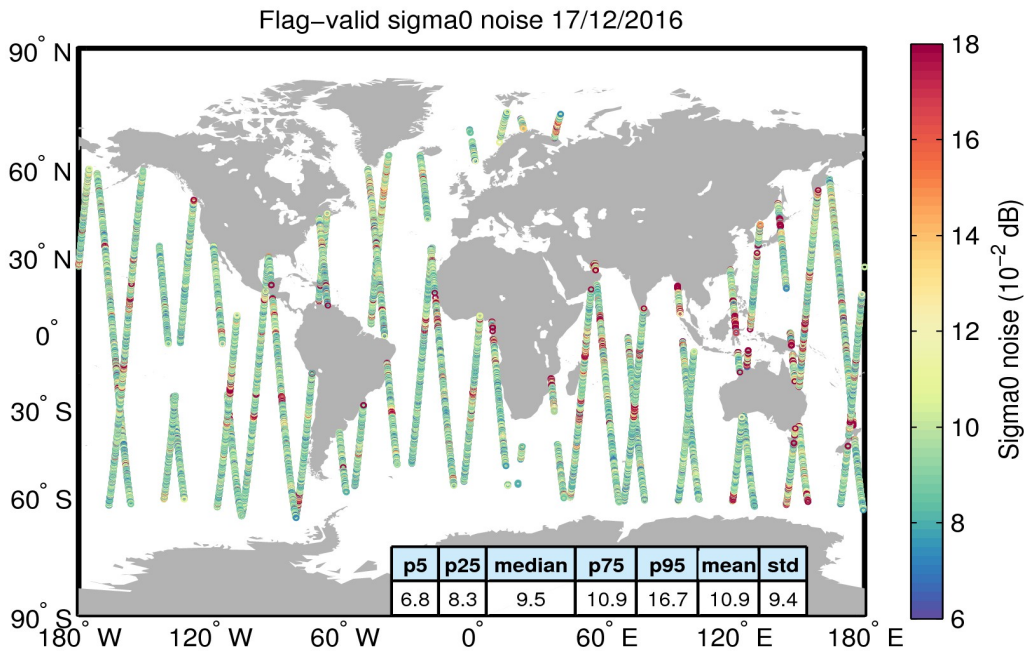 Flag-valid sigma0 noise 17/12/2016
90° N
60° N
30° N
0°
30° S
60° S
90° S
180° W
120° W
60° W
0°
60° E
120° E
180° E
p5 p25 median p75 p95 mean std
6.8 8.3 9.5 10.9 16.7 10.9 9.4
18
16
14
12
10
8
6
Sigma0 noise (10⁻² dB)